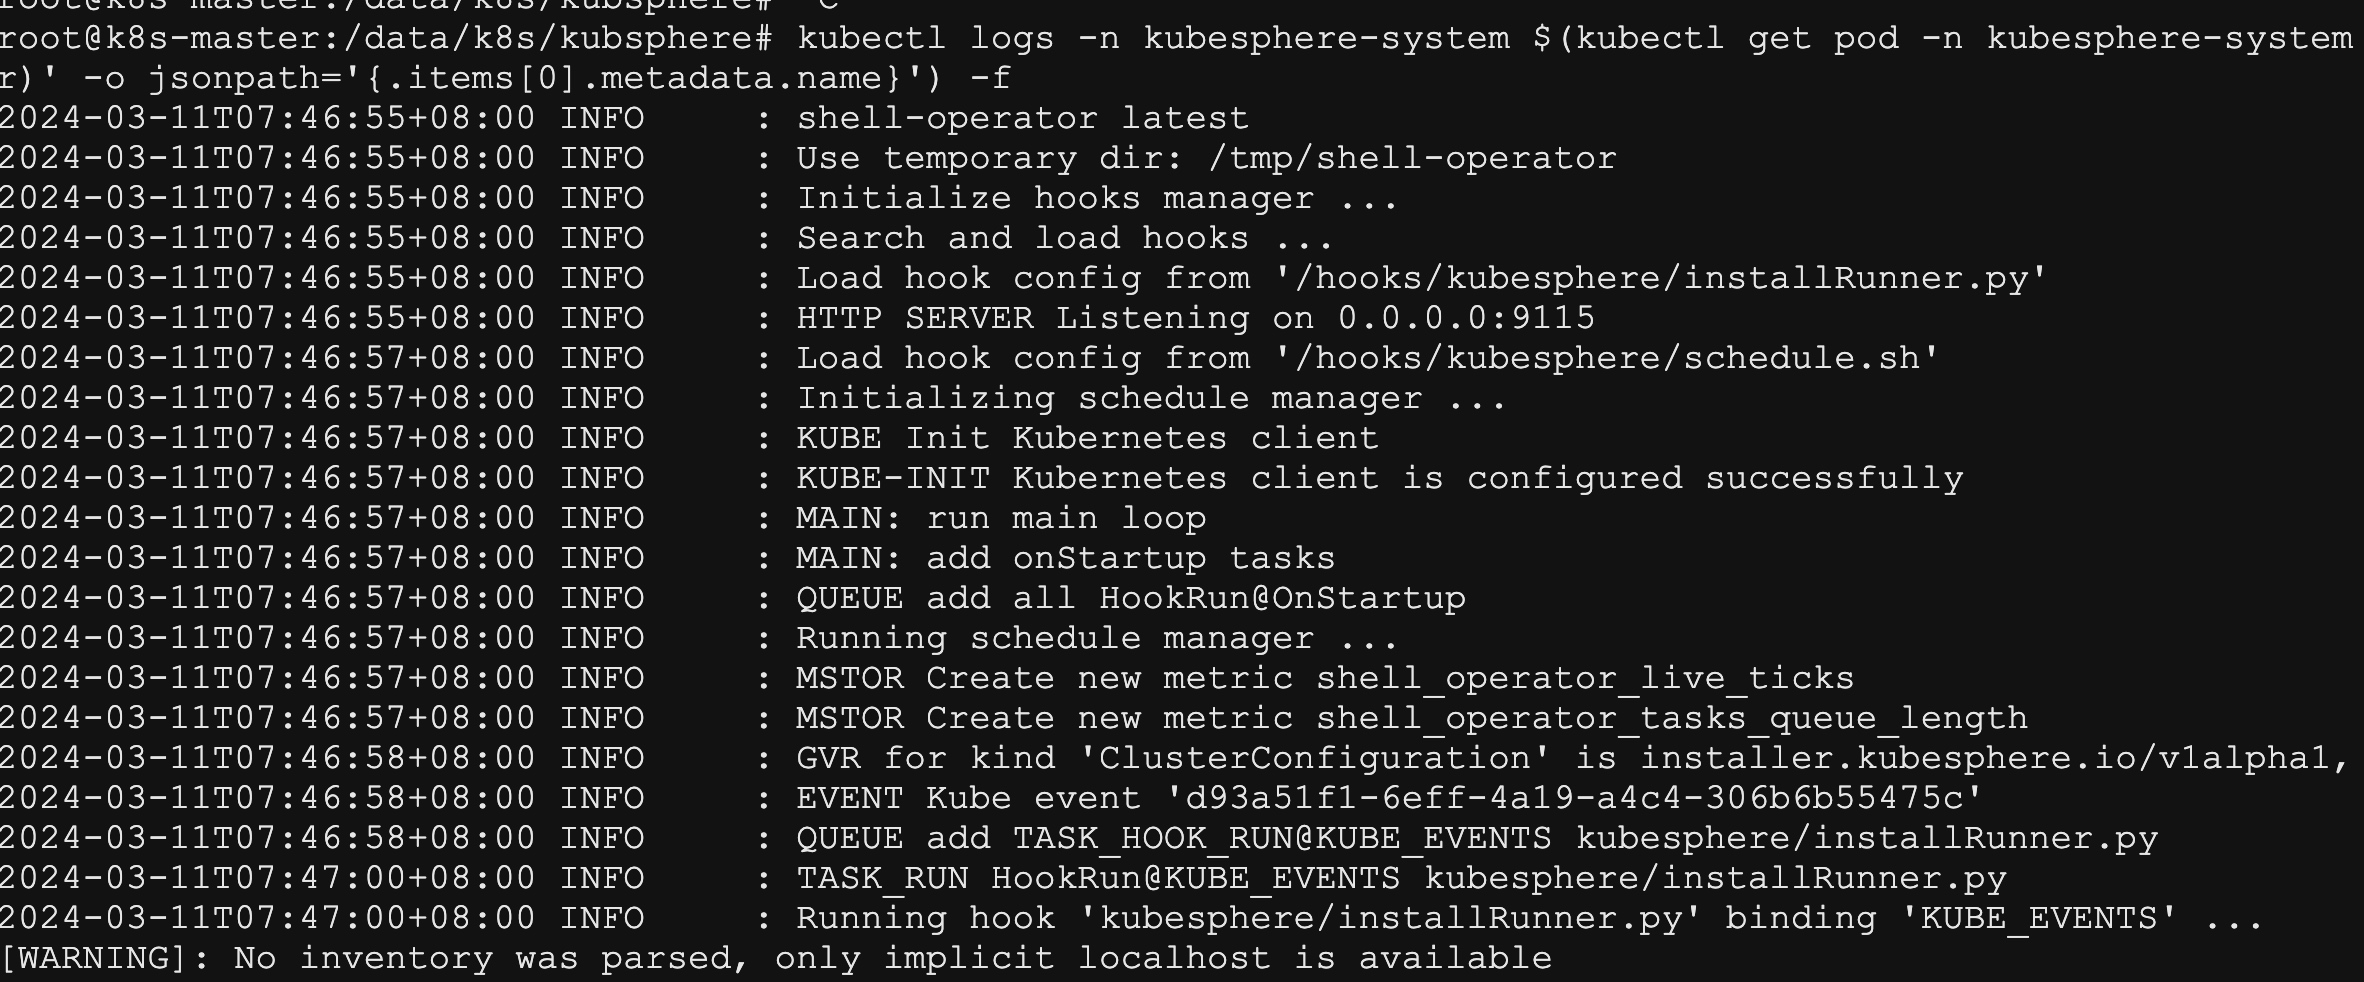 root@k8s-master:/data/k8s/kubsphere# ^C
root@k8s-master:/data/k8s/kubsphere# kubectl logs -n kubesphere-system $(kubectl get pod -n kubesphere-system
r)' -o jsonpath='{.items[0].metadata.name}') -f
2024-03-11T07:46:55+08:00 INFO     : shell-operator latest
2024-03-11T07:46:55+08:00 INFO     : Use temporary dir: /tmp/shell-operator
2024-03-11T07:46:55+08:00 INFO     : Initialize hooks manager ...
2024-03-11T07:46:55+08:00 INFO     : Search and load hooks ...
2024-03-11T07:46:55+08:00 INFO     : Load hook config from '/hooks/kubesphere/installRunner.py'
2024-03-11T07:46:55+08:00 INFO     : HTTP SERVER Listening on 0.0.0.0:9115
2024-03-11T07:46:57+08:00 INFO     : Load hook config from '/hooks/kubesphere/schedule.sh'
2024-03-11T07:46:57+08:00 INFO     : Initializing schedule manager ...
2024-03-11T07:46:57+08:00 INFO     : KUBE Init Kubernetes client
2024-03-11T07:46:57+08:00 INFO     : KUBE-INIT Kubernetes client is configured successfully
2024-03-11T07:46:57+08:00 INFO     : MAIN: run main loop
2024-03-11T07:46:57+08:00 INFO     : MAIN: add onStartup tasks
2024-03-11T07:46:57+08:00 INFO     : QUEUE add all HookRun@OnStartup
2024-03-11T07:46:57+08:00 INFO     : Running schedule manager ...
2024-03-11T07:46:57+08:00 INFO     : MSTOR Create new metric shell_operator_live_ticks
2024-03-11T07:46:57+08:00 INFO     : MSTOR Create new metric shell_operator_tasks_queue_length
2024-03-11T07:46:58+08:00 INFO     : GVR for kind 'ClusterConfiguration' is installer.kubesphere.io/v1alpha1,
2024-03-11T07:46:58+08:00 INFO     : EVENT Kube event 'd93a51f1-6eff-4a19-a4c4-306b6b55475c'
2024-03-11T07:46:58+08:00 INFO     : QUEUE add TASK_HOOK_RUN@KUBE_EVENTS kubesphere/installRunner.py
2024-03-11T07:47:00+08:00 INFO     : TASK_RUN HookRun@KUBE_EVENTS kubesphere/installRunner.py
2024-03-11T07:47:00+08:00 INFO     : Running hook 'kubesphere/installRunner.py' binding 'KUBE_EVENTS' ...
[WARNING]: No inventory was parsed, only implicit localhost is available